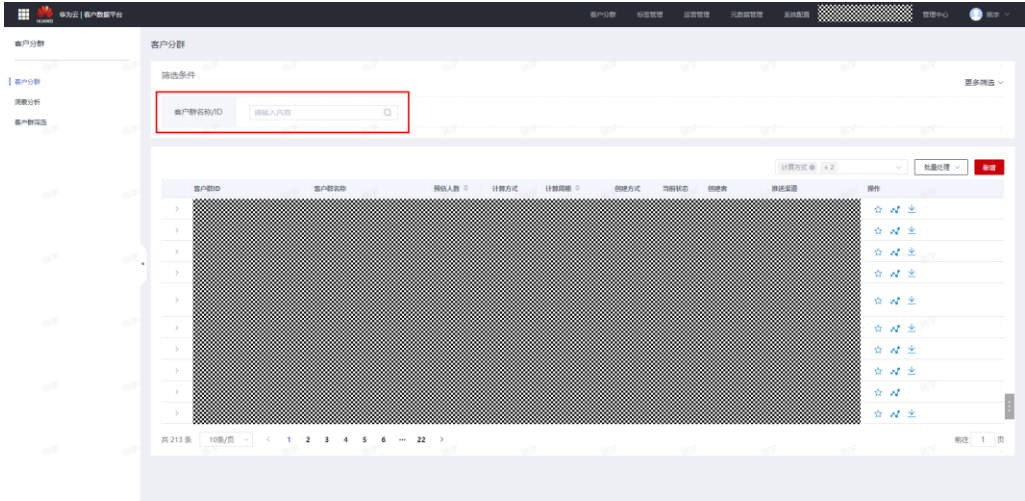 HUAWEI 华为云 | 客户数据平台 客户分群 标签管理 运营管理 元数据管理 系统配置 管理中心
客户分群
客户分群
洞察分析
客户群筛选
客户分群
筛选条件
更多筛选
客户群名称/ID 请输入内容
计算方式 + 2 批量处理 新增
客户群ID 客户群名称 预估人数 计算方式 计算周期 创建方式 当前状态 创建者 推送渠道 操作
共 213 条 10条/页 < 1 2 3 4 5 6 ··· 22 > 前往 1 页